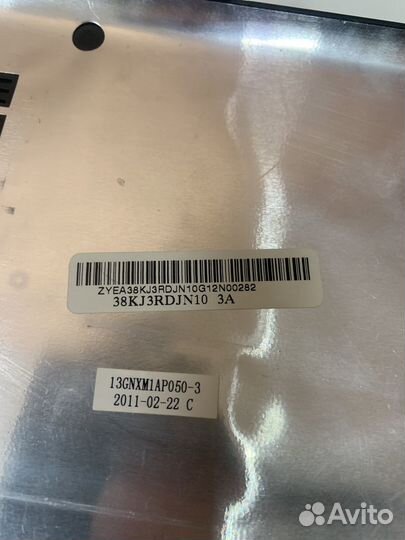 ZYEA38KJ3RDJN10G12N00282
38KJ3RDJN10 3A
13GNXM1AP050-3
2011-02-22 C
Avito